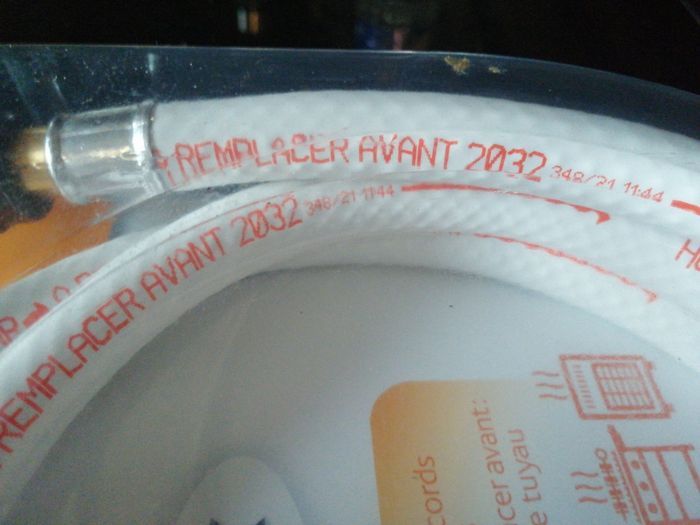 REMPLACER AVANT 2032 348/21 11:44
REMPLACER AVANT 2032 348/21 11:44
cords
cer avant:
e tuyau